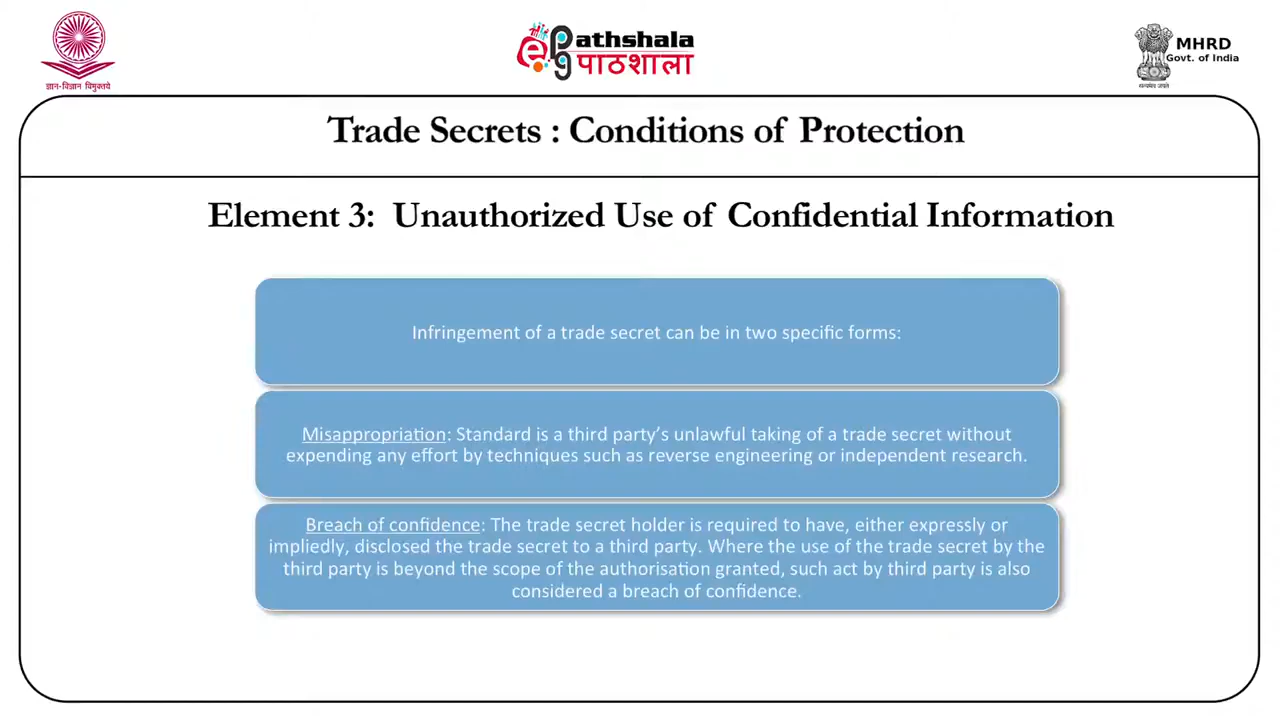 ज्ञान-विज्ञान विमुक्तये
e pg Pathshala
पाठशाला
MHRD
Govt. of India
सत्यमेव जयते
Trade Secrets : Conditions of Protection
Element 3:  Unauthorized Use of Confidential Information
Infringement of a trade secret can be in two specific forms:
Misappropriation: Standard is a third party’s unlawful taking of a trade secret without
expending any effort by techniques such as reverse engineering or independent research.
Breach of confidence: The trade secret holder is required to have, either expressly or
impliedly, disclosed the trade secret to a third party. Where the use of the trade secret by the
third party is beyond the scope of the authorisation granted, such act by third party is also
considered a breach of confidence.